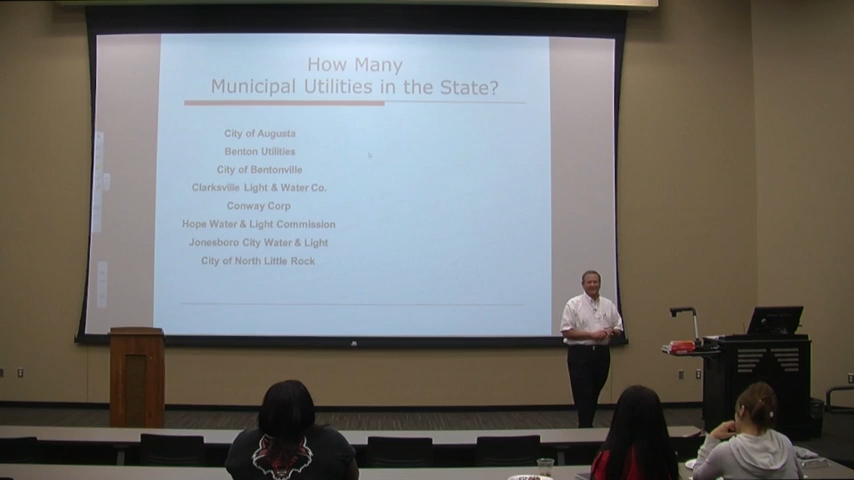 How Many
Municipal Utilities in the State?
City of Augusta
Benton Utilities
City of Bentonville
Clarksville Light & Water Co.
Conway Corp
Hope Water & Light Commission
Jonesboro City Water & Light
City of North Little Rock